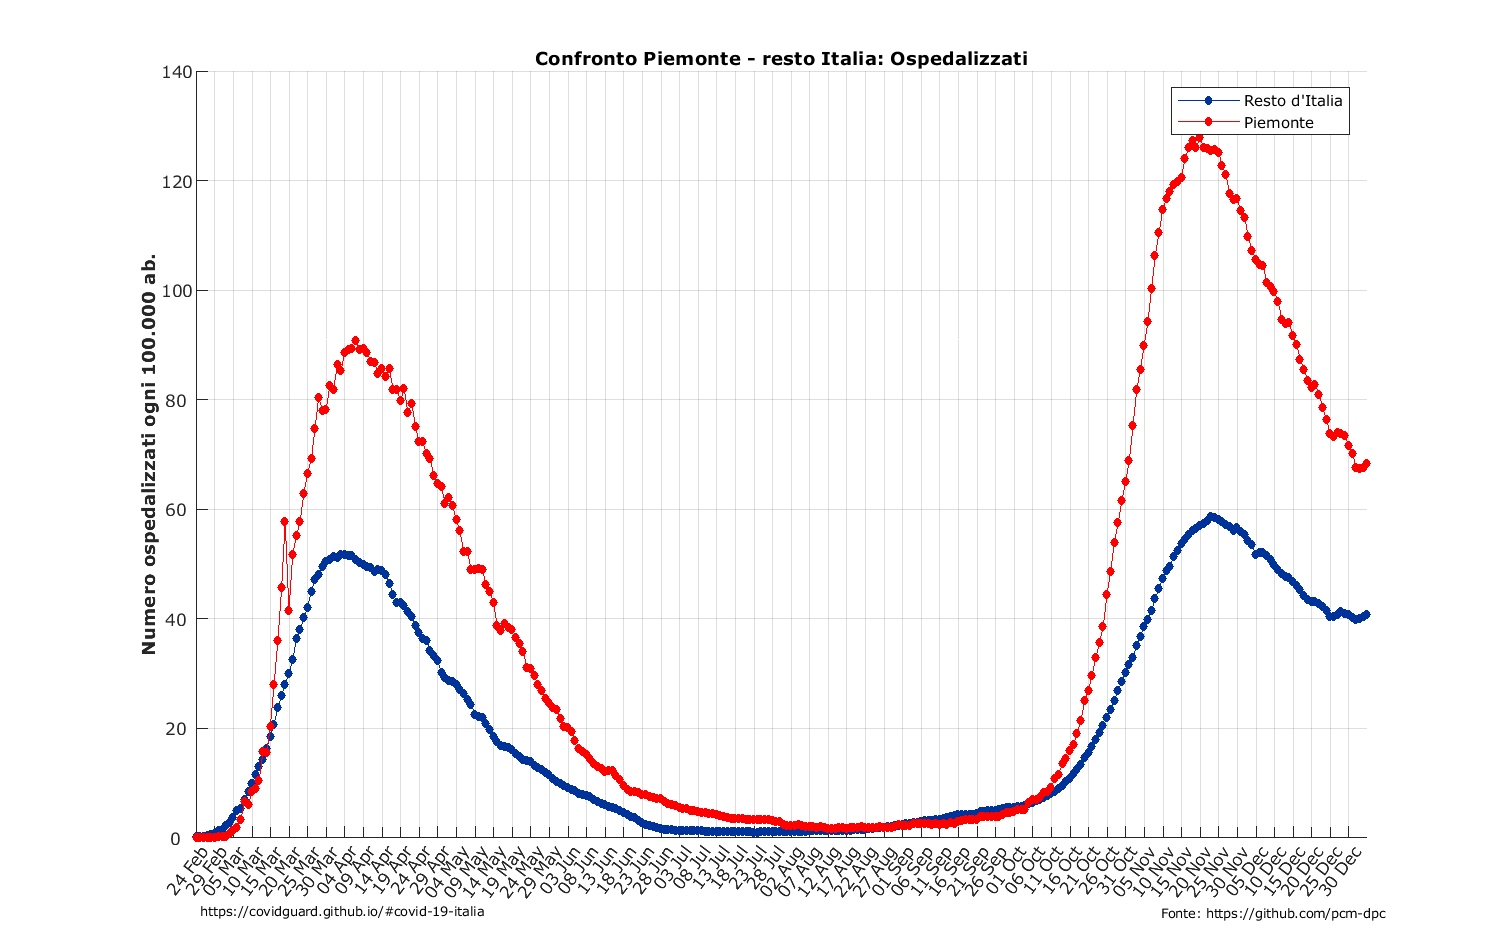 Confronto Piemonte - resto Italia: Ospedalizzati
Numero ospedalizzati ogni 100.000 ab.
140
120
100
80
60
40
20
0
Resto d'Italia
Piemonte
24 Feb
29 Feb
05 Mar
10 Mar
15 Mar
20 Mar
25 Mar
30 Mar
04 Apr
09 Apr
14 Apr
19 Apr
24 Apr
29 Apr
04 May
09 May
14 May
19 May
24 May
29 May
03 Jun
08 Jun
13 Jun
18 Jun
23 Jun
28 Jun
03 Jul
08 Jul
13 Jul
18 Jul
23 Jul
28 Jul
02 Aug
07 Aug
12 Aug
17 Aug
22 Aug
27 Aug
01 Sep
06 Sep
11 Sep
16 Sep
21 Sep
26 Sep
01 Oct
06 Oct
11 Oct
16 Oct
21 Oct
26 Oct
31 Oct
05 Nov
10 Nov
15 Nov
20 Nov
25 Nov
30 Nov
05 Dec
10 Dec
15 Dec
20 Dec
25 Dec
30 Dec
https://covidguard.github.io/#covid-19-italia
Fonte: https://github.com/pcm-dpc